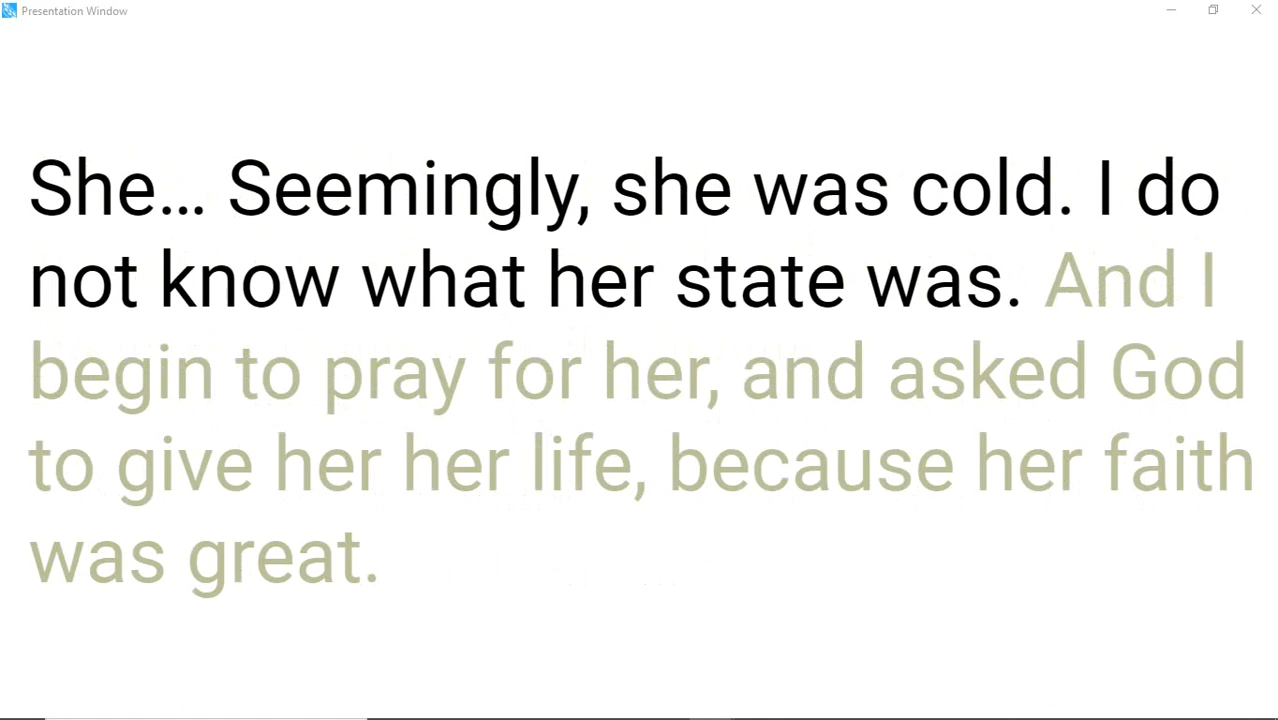 Presentation Window
She... Seemingly, she was cold. I do
not know what her state was. And I
begin to pray for her, and asked God
to give her her life, because her faith
was great.